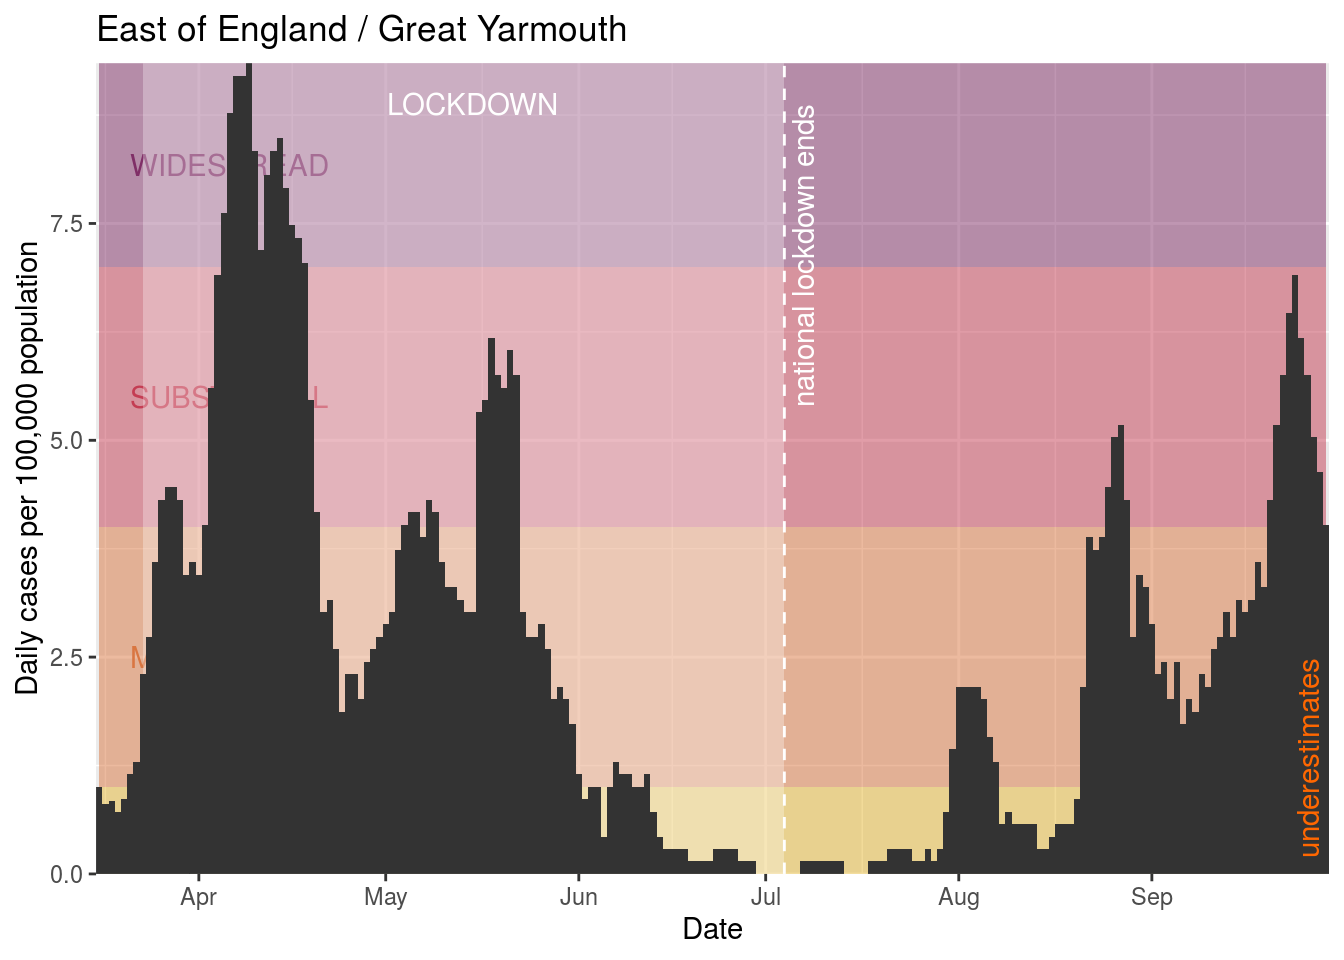 East of England / Great Yarmouth
LOCKDOWN
WIDESPREAD
national lockdown ends
7.5
5.0
2.5
0.0
Daily cases per 100,000 population
underestimates
Apr
May
Jun
Jul
Aug
Sep
Date